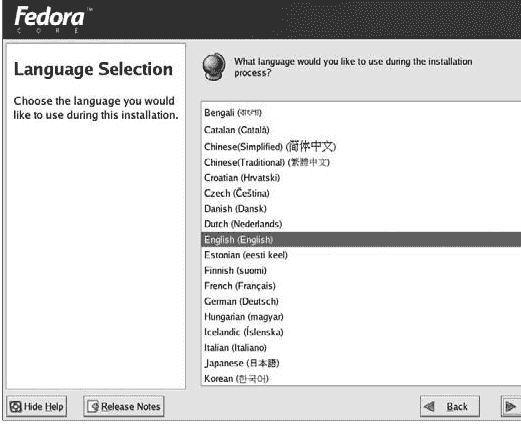 Fedora™
CORE
Language Selection
Choose the language you would
like to use during this installation.
What language would you like to use during the installation
process?
Bengali (বাংলা)
Catalan (Català)
Chinese(Simplified) (简体中文)
Chinese(Traditional) (繁體中文)
Croatian (Hrvatski)
Czech (Čeština)
Danish (Dansk)
Dutch (Nederlands)
English (English)
Estonian (eesti keel)
Finnish (suomi)
French (Français)
German (Deutsch)
Hungarian (magyar)
Icelandic (Íslenska)
Italian (Italiano)
Japanese (日本語)
Korean (한국어)
Hide Help
Release Notes
Back